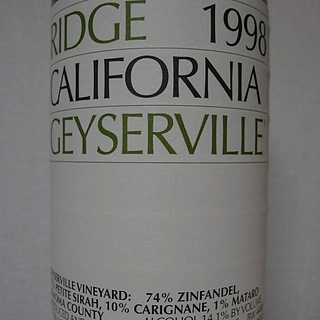 RIDGE 1998
CALIFORNIA
GEYSERVILLE
VINEYARD: 74% ZINFANDEL,
PETITE SIRAH, 10% CARIGNANE, 1% MATARO
COUNTY ALCOHOL 14.1% BY VOLUME